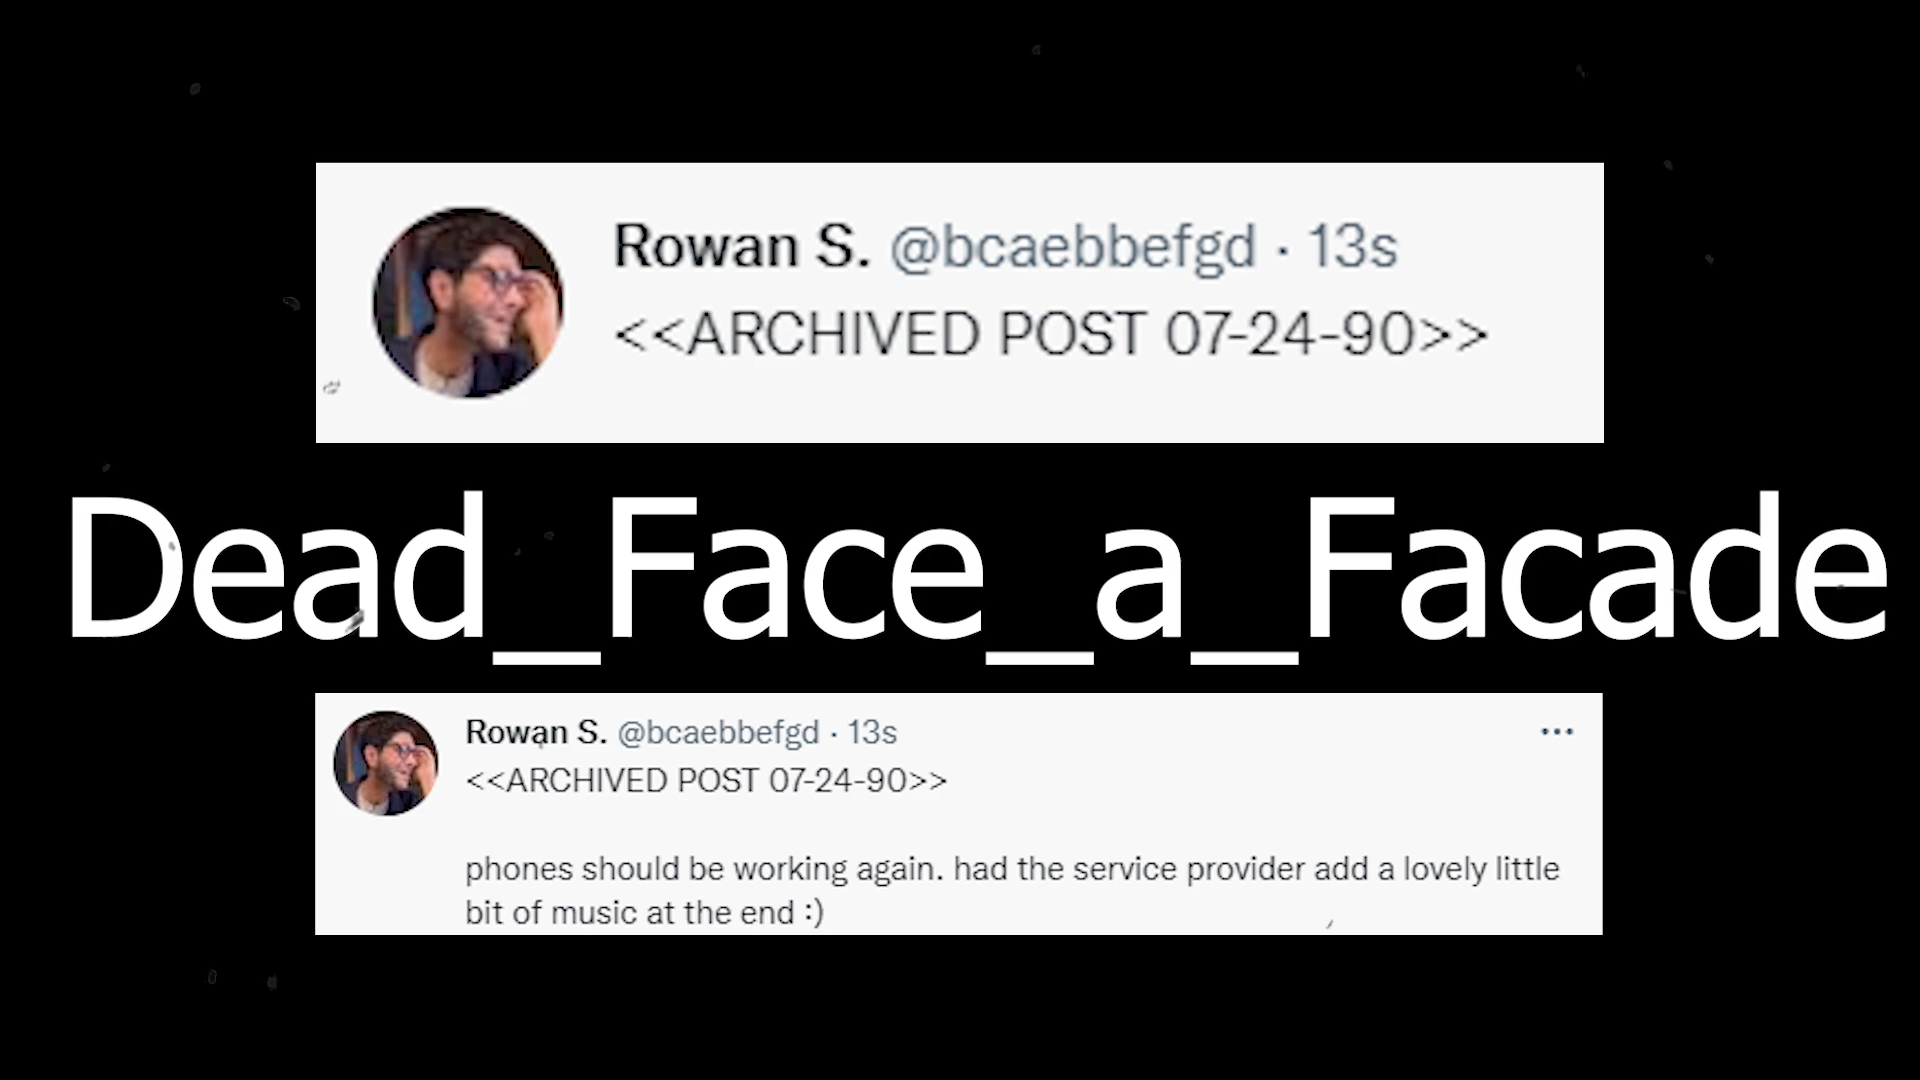 Rowan S. @bcaebbefgd · 13s
<<ARCHIVED POST 07-24-90>>
Dead_Face_a_Facade
Rowan S. @bcaebbefgd · 13s
<<ARCHIVED POST 07-24-90>>
phones should be working again. had the service provider add a lovely little
bit of music at the end :)